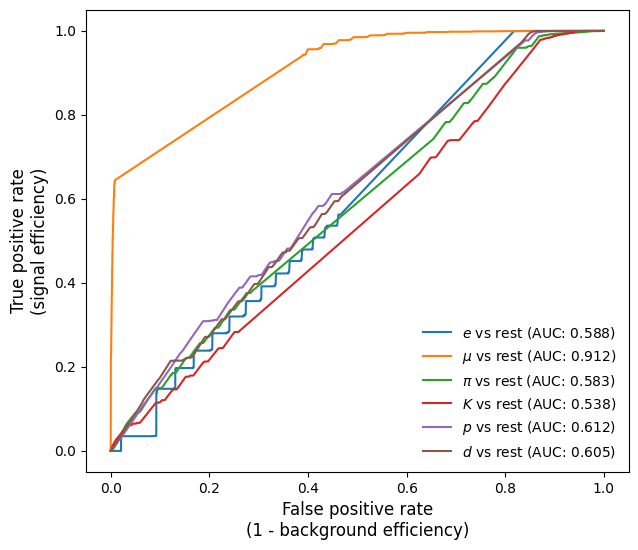 1.0
0.8
0.6
0.4
0.2
0.0
True positive rate
(signal efficiency)
e vs rest (AUC: 0.588)
μ vs rest (AUC: 0.912)
π vs rest (AUC: 0.583)
K vs rest (AUC: 0.538)
p vs rest (AUC: 0.612)
d vs rest (AUC: 0.605)
0.0 0.2 0.4 0.6 0.8 1.0
False positive rate
(1 - background efficiency)